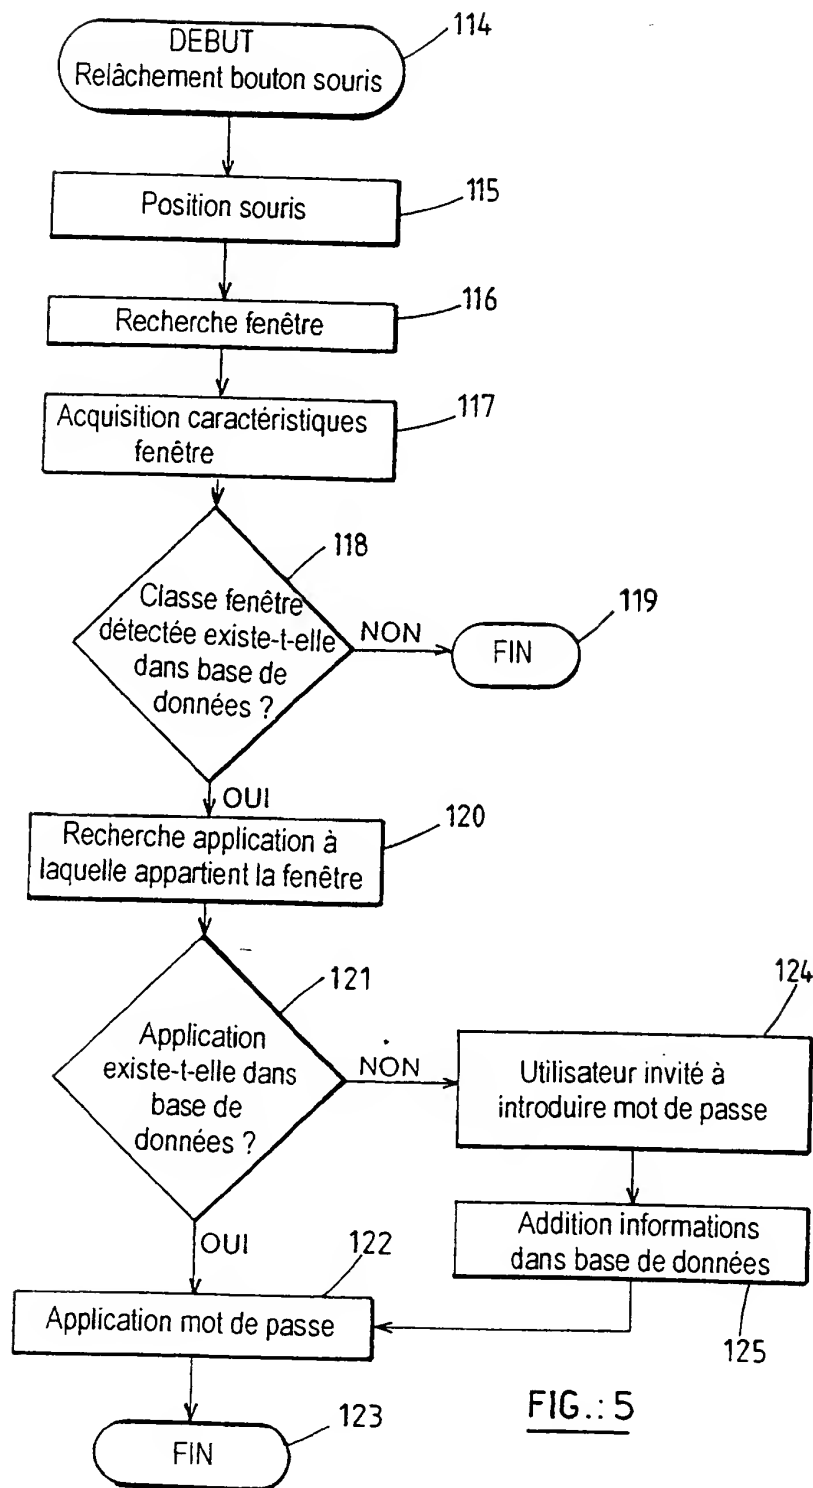 DEBUT
Relâchement bouton souris
114
Position souris
115
Recherche fenêtre
116
Acquisition caractéristiques
fenêtre
117
118
Classe fenêtre
détectée existe-t-elle
dans base de
données ?
NON
119
FIN
OUI
Recherche application à
laquelle appartient la fenêtre
120
121
Application
existe-t-elle dans
base de
données ?
NON
124
Utilisateur invité à
introduire mot de passe
Addition informations
dans base de données
125
OUI
122
Application mot de passe
123
FIN
FIG.: 5